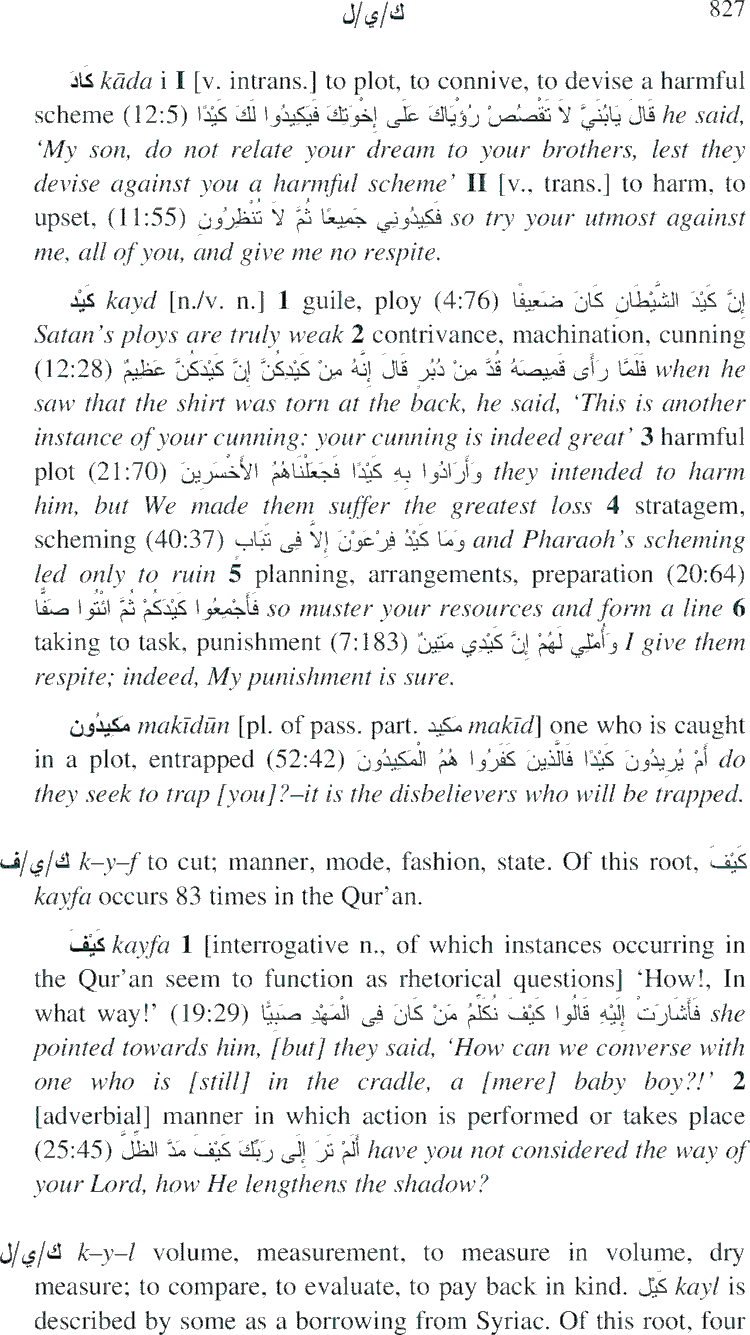 ك/ي/ل 827
كَادَ kāda i I [v. intrans.] to plot, to connive, to devise a harmful
scheme (12:5) قَالَ يَابُنَيَّ لَا تَقْصُصْ رُؤْيَاكَ عَلَى إِخْوَتِكَ فَيَكِيدُوا لَكَ كَيْدًا he said,
‘My son, do not relate your dream to your brothers, lest they
devise against you a harmful scheme’ II [v., trans.] to harm, to
upset, (11:55) فَكِيدُونِي جَمِيعًا ثُمَّ لَا تُنْظِرُونِ so try your utmost against
me, all of you, and give me no respite.
كَيْد kayd [n./v. n.] 1 guile, ploy (4:76) إِنَّ كَيْدَ الشَّيْطَانِ كَانَ ضَعِيفًا
Satan’s ploys are truly weak 2 contrivance, machination, cunning
(12:28) فَلَمَّا رَأَى قَمِيصَهُ قُدَّ مِنْ دُبُرٍ قَالَ إِنَّهُ مِنْ كَيْدِكُنَّ إِنَّ كَيْدَكُنَّ عَظِيمٌ when he
saw that the shirt was torn at the back, he said, ‘This is another
instance of your cunning: your cunning is indeed great’ 3 harmful
plot (21:70) وَأَرَادُوا بِهِ كَيْدًا فَجَعَلْنَاهُمُ الأَخْسَرِينَ they intended to harm
him, but We made them suffer the greatest loss 4 stratagem,
scheming (40:37) وَمَا كَيْدُ فِرْعَوْنَ إِلاَّ فِى تَبَابٍ and Pharaoh’s scheming
led only to ruin 5 planning, arrangements, preparation (20:64)
فَأَجْمِعُوا كَيْدَكُمْ ثُمَّ ائْتُوا صَفًّا so muster your resources and form a line 6
taking to task, punishment (7:183) وَأُمْلِي لَهُمْ إِنَّ كَيْدِي مَتِينٌ I give them
respite; indeed, My punishment is sure.
مَكِيدُون makīdūn [pl. of pass. part. مَكِيد makīd] one who is caught
in a plot, entrapped (52:42) أَمْ يُرِيدُونَ كَيْدًا فَالَّذِينَ كَفَرُوا هُمُ الْمَكِيدُونَ do
they seek to trap [you]?–it is the disbelievers who will be trapped.
ك/ي/ف k–y–f to cut; manner, mode, fashion, state. Of this root, كَيْفَ
kayfa occurs 83 times in the Qur’an.
كَيْفَ kayfa 1 [interrogative n., of which instances occurring in
the Qur’an seem to function as rhetorical questions] ‘How!, In
what way!’ (19:29) فَأَشَارَتْ إِلَيْهِ قَالُوا كَيْفَ نُكَلِّمُ مَنْ كَانَ فِى الْمَهْدِ صَبِيًّا she
pointed towards him, [but] they said, ‘How can we converse with
one who is [still] in the cradle, a [mere] baby boy?!’ 2
[adverbial] manner in which action is performed or takes place
(25:45) أَلَمْ تَرَ إِلَى رَبِّكَ كَيْفَ مَدَّ الظِّلَّ have you not considered the way of
your Lord, how He lengthens the shadow?
ك/ي/ل k–y–l volume, measurement, to measure in volume, dry
measure; to compare, to evaluate, to pay back in kind. كَيْل kayl is
described by some as a borrowing from Syriac. Of this root, four